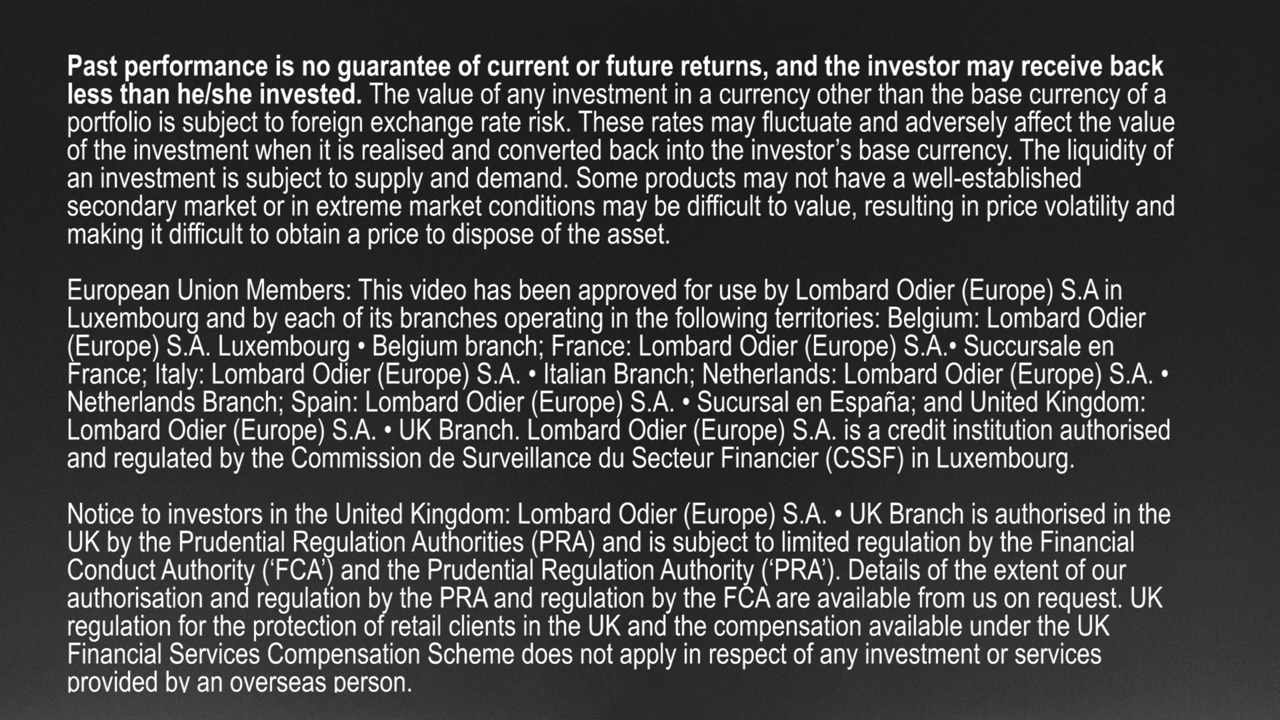 Past performance is no guarantee of current or future returns, and the investor may receive back
less than he/she invested. The value of any investment in a currency other than the base currency of a
portfolio is subject to foreign exchange rate risk. These rates may fluctuate and adversely affect the value
of the investment when it is realised and converted back into the investor’s base currency. The liquidity of
an investment is subject to supply and demand. Some products may not have a well-established
secondary market or in extreme market conditions may be difficult to value, resulting in price volatility and
making it difficult to obtain a price to dispose of the asset.
European Union Members: This video has been approved for use by Lombard Odier (Europe) S.A in
Luxembourg and by each of its branches operating in the following territories: Belgium: Lombard Odier
(Europe) S.A. Luxembourg • Belgium branch; France: Lombard Odier (Europe) S.A.• Succursale en
France; Italy: Lombard Odier (Europe) S.A. • Italian Branch; Netherlands: Lombard Odier (Europe) S.A. •
Netherlands Branch; Spain: Lombard Odier (Europe) S.A. • Sucursal en España; and United Kingdom:
Lombard Odier (Europe) S.A. • UK Branch. Lombard Odier (Europe) S.A. is a credit institution authorised
and regulated by the Commission de Surveillance du Secteur Financier (CSSF) in Luxembourg.
Notice to investors in the United Kingdom: Lombard Odier (Europe) S.A. • UK Branch is authorised in the
UK by the Prudential Regulation Authorities (PRA) and is subject to limited regulation by the Financial
Conduct Authority (‘FCA’) and the Prudential Regulation Authority (‘PRA’). Details of the extent of our
authorisation and regulation by the PRA and regulation by the FCA are available from us on request. UK
regulation for the protection of retail clients in the UK and the compensation available under the UK
Financial Services Compensation Scheme does not apply in respect of any investment or services
provided by an overseas person.